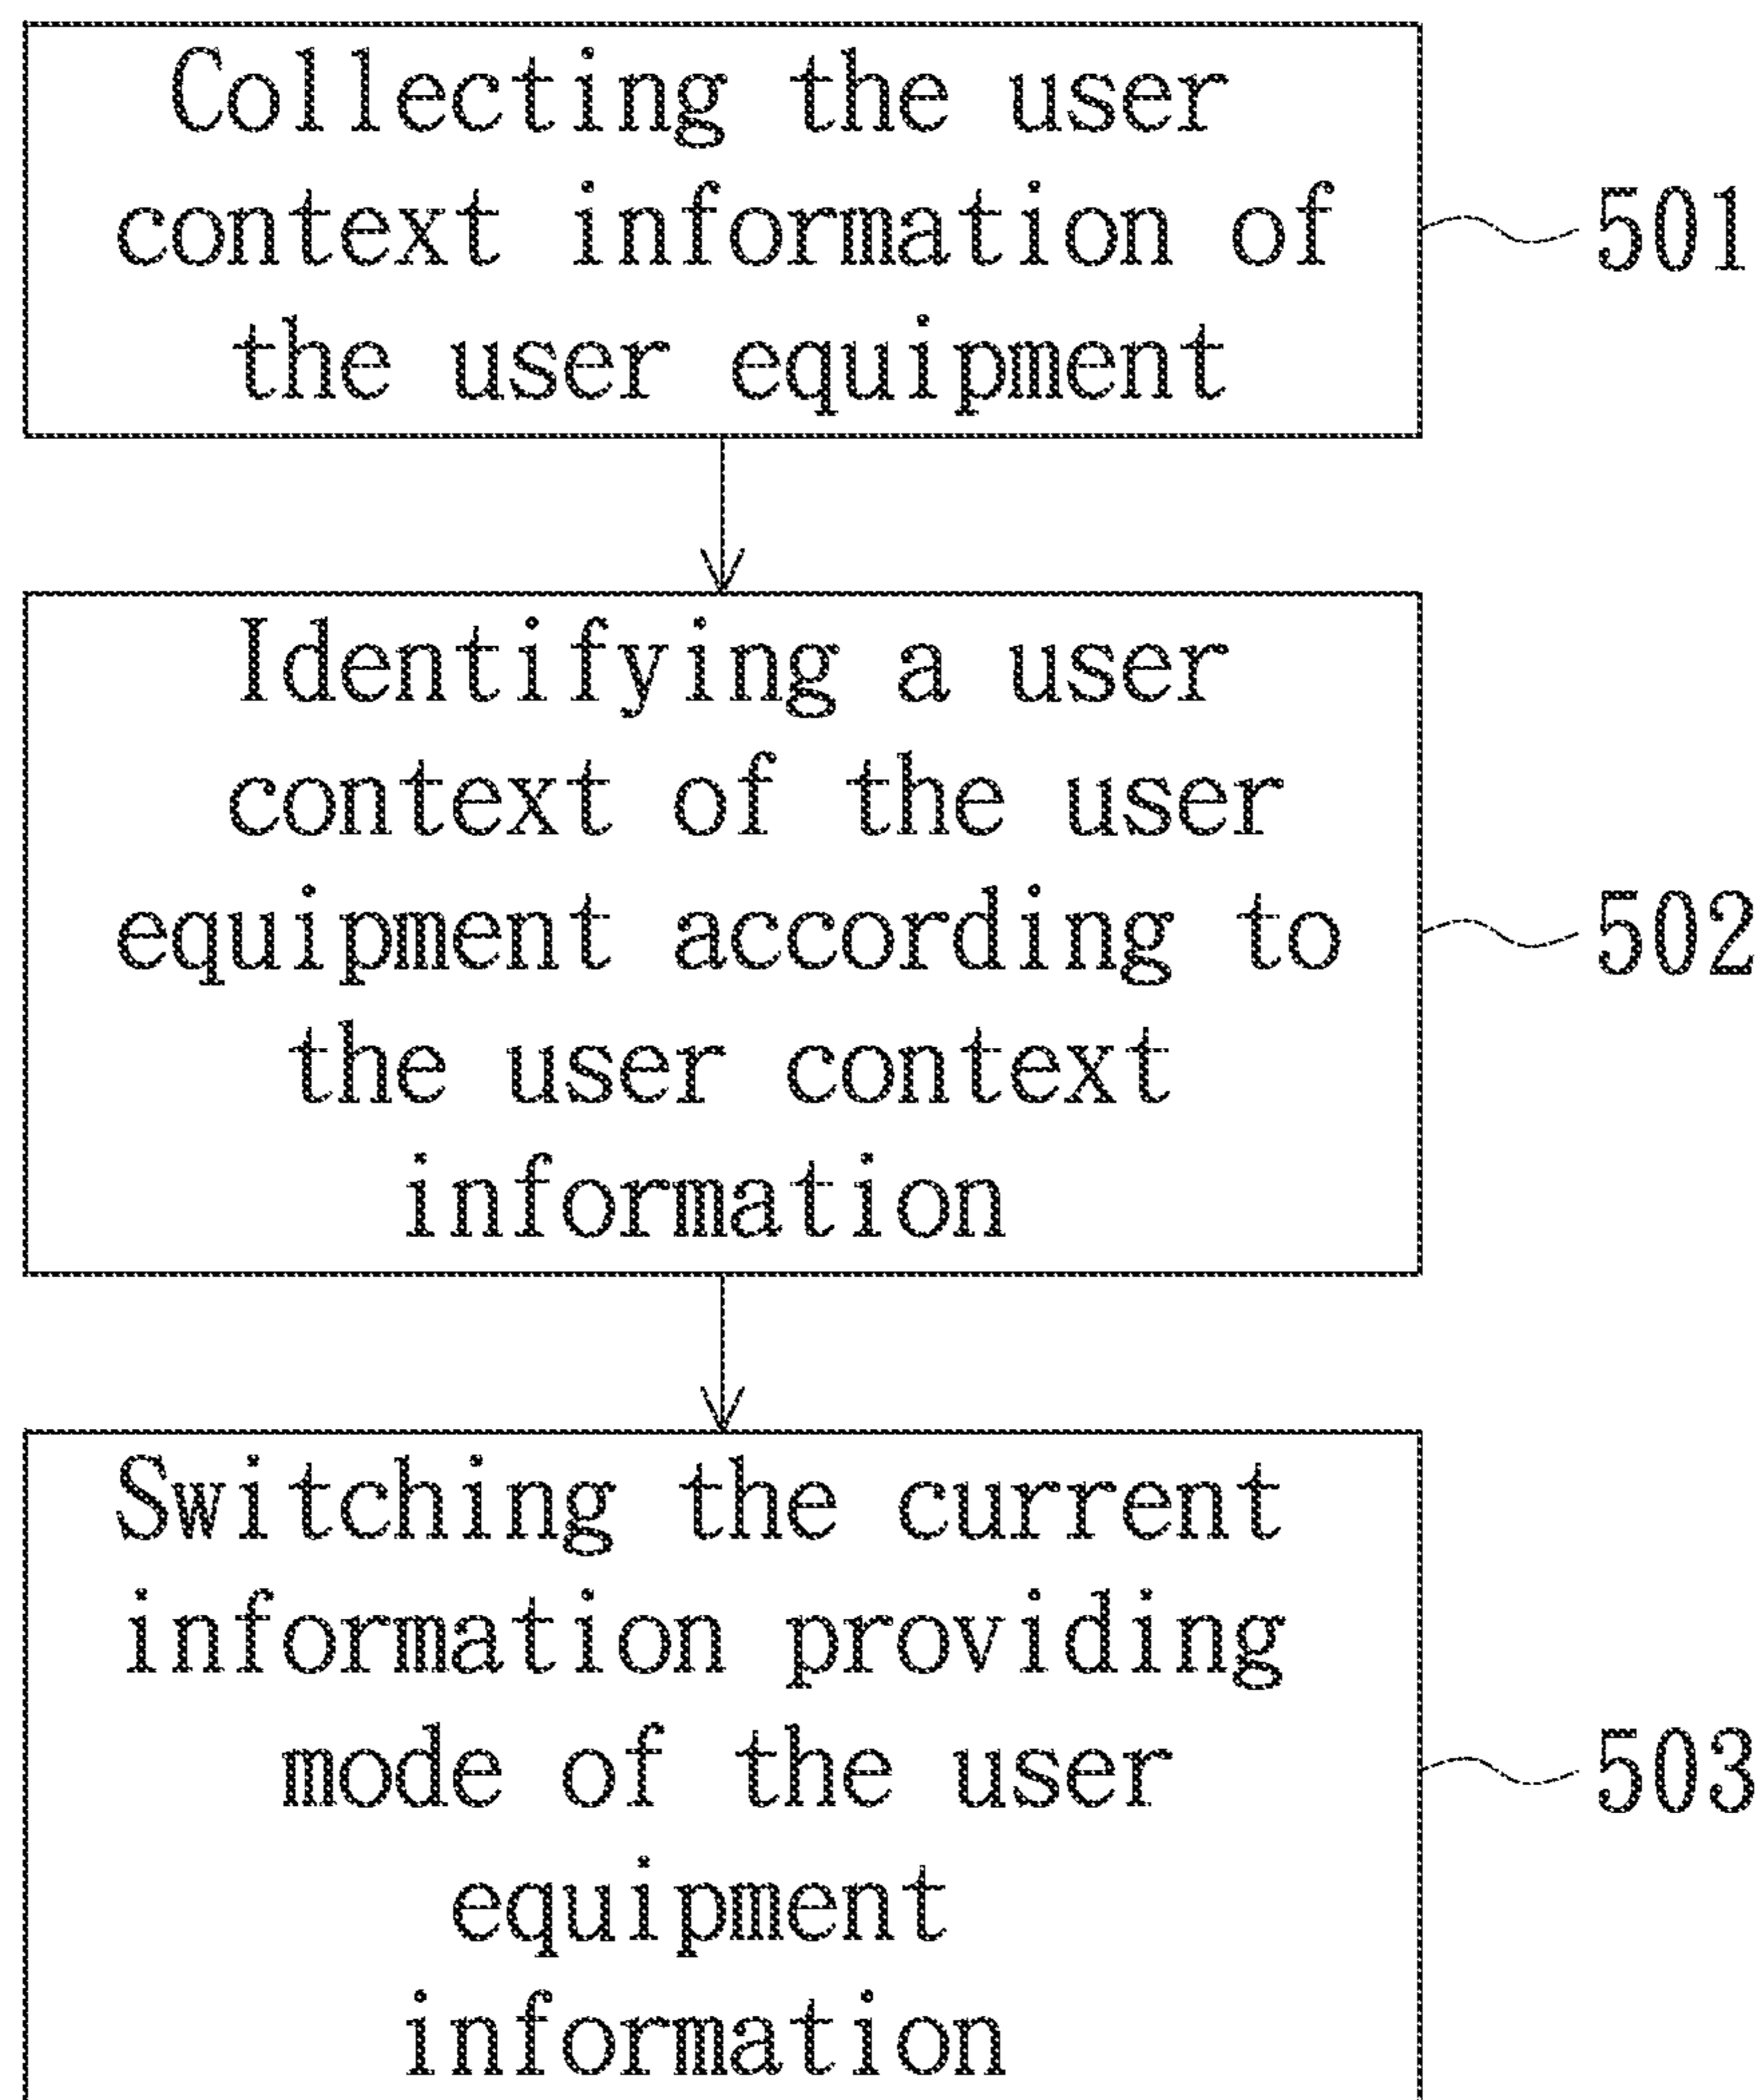 Collecting the user
context information of
the user equipment
501
Identifying a user
context of the user
equipment according to
the user context
information
502
Switching the current
information providing
mode of the user
equipment
information
503